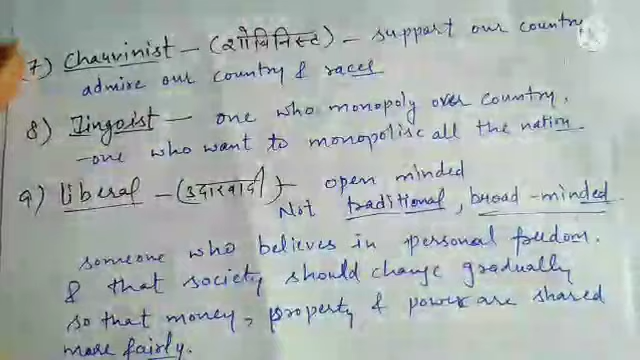 7) Chauvinist - (शोविनिस्ट) - support our country
admire our country & races
8) Jingoist - one who monopoly over country.
- one who want to monopolise all the nation.
9) liberal - (उदारवादी) - open minded
Not traditional, broad-minded
someone who believes in personal freedom.
& that society should change gradually
so that money, property & power are shared
more fairly.